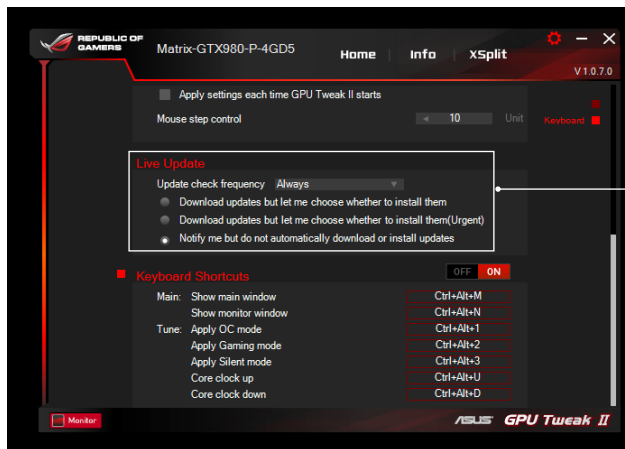 REPUBLIC OF
GAMERS
Matrix-GTX980-P-4GD5
Home
Info
XSplit
V 1.0.7.0
Apply settings each time GPU Tweak II starts
Mouse step control
10
Unit
Keyboard
Live Update
Update check frequency Always
Download updates but let me choose whether to install them
Download updates but let me choose whether to install them(Urgent)
Notify me but do not automatically download or install updates
Keyboard Shortcuts
OFF ON
Main: Show main window Ctrl+Alt+M
Show monitor window Ctrl+Alt+N
Tune: Apply OC mode Ctrl+Alt+1
Apply Gaming mode Ctrl+Alt+2
Apply Silent mode Ctrl+Alt+3
Core clock up Ctrl+Alt+U
Core clock down Ctrl+Alt+D
Monitor
ASUS GPU Tweak II